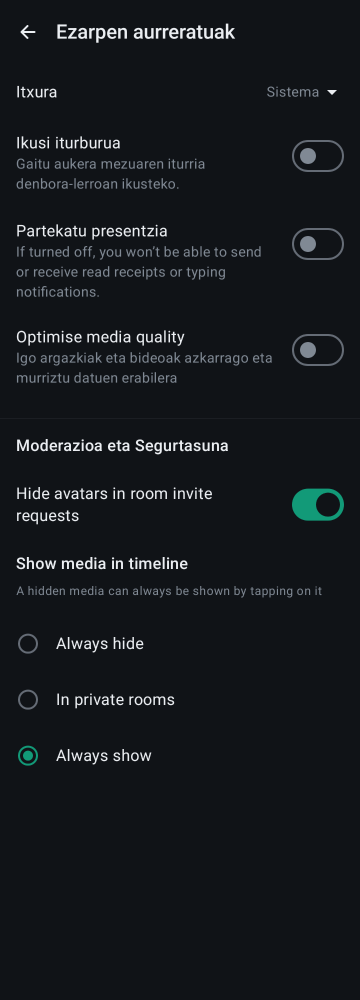 Ezarpen aurreratuak
Itxura
Sistema
Ikusi iturburua
Gaitu aukera mezuaren iturria
denbora-lerroan ikusteko.
Partekatu presentzia
If turned off, you won’t be able to send
or receive read receipts or typing
notifications.
Optimise media quality
Igo argazkiak eta bideoak azkarrago eta
murriztu datuen erabilera
Moderazioa eta Segurtasuna
Hide avatars in room invite
requests
Show media in timeline
A hidden media can always be shown by tapping on it
Always hide
In private rooms
Always show